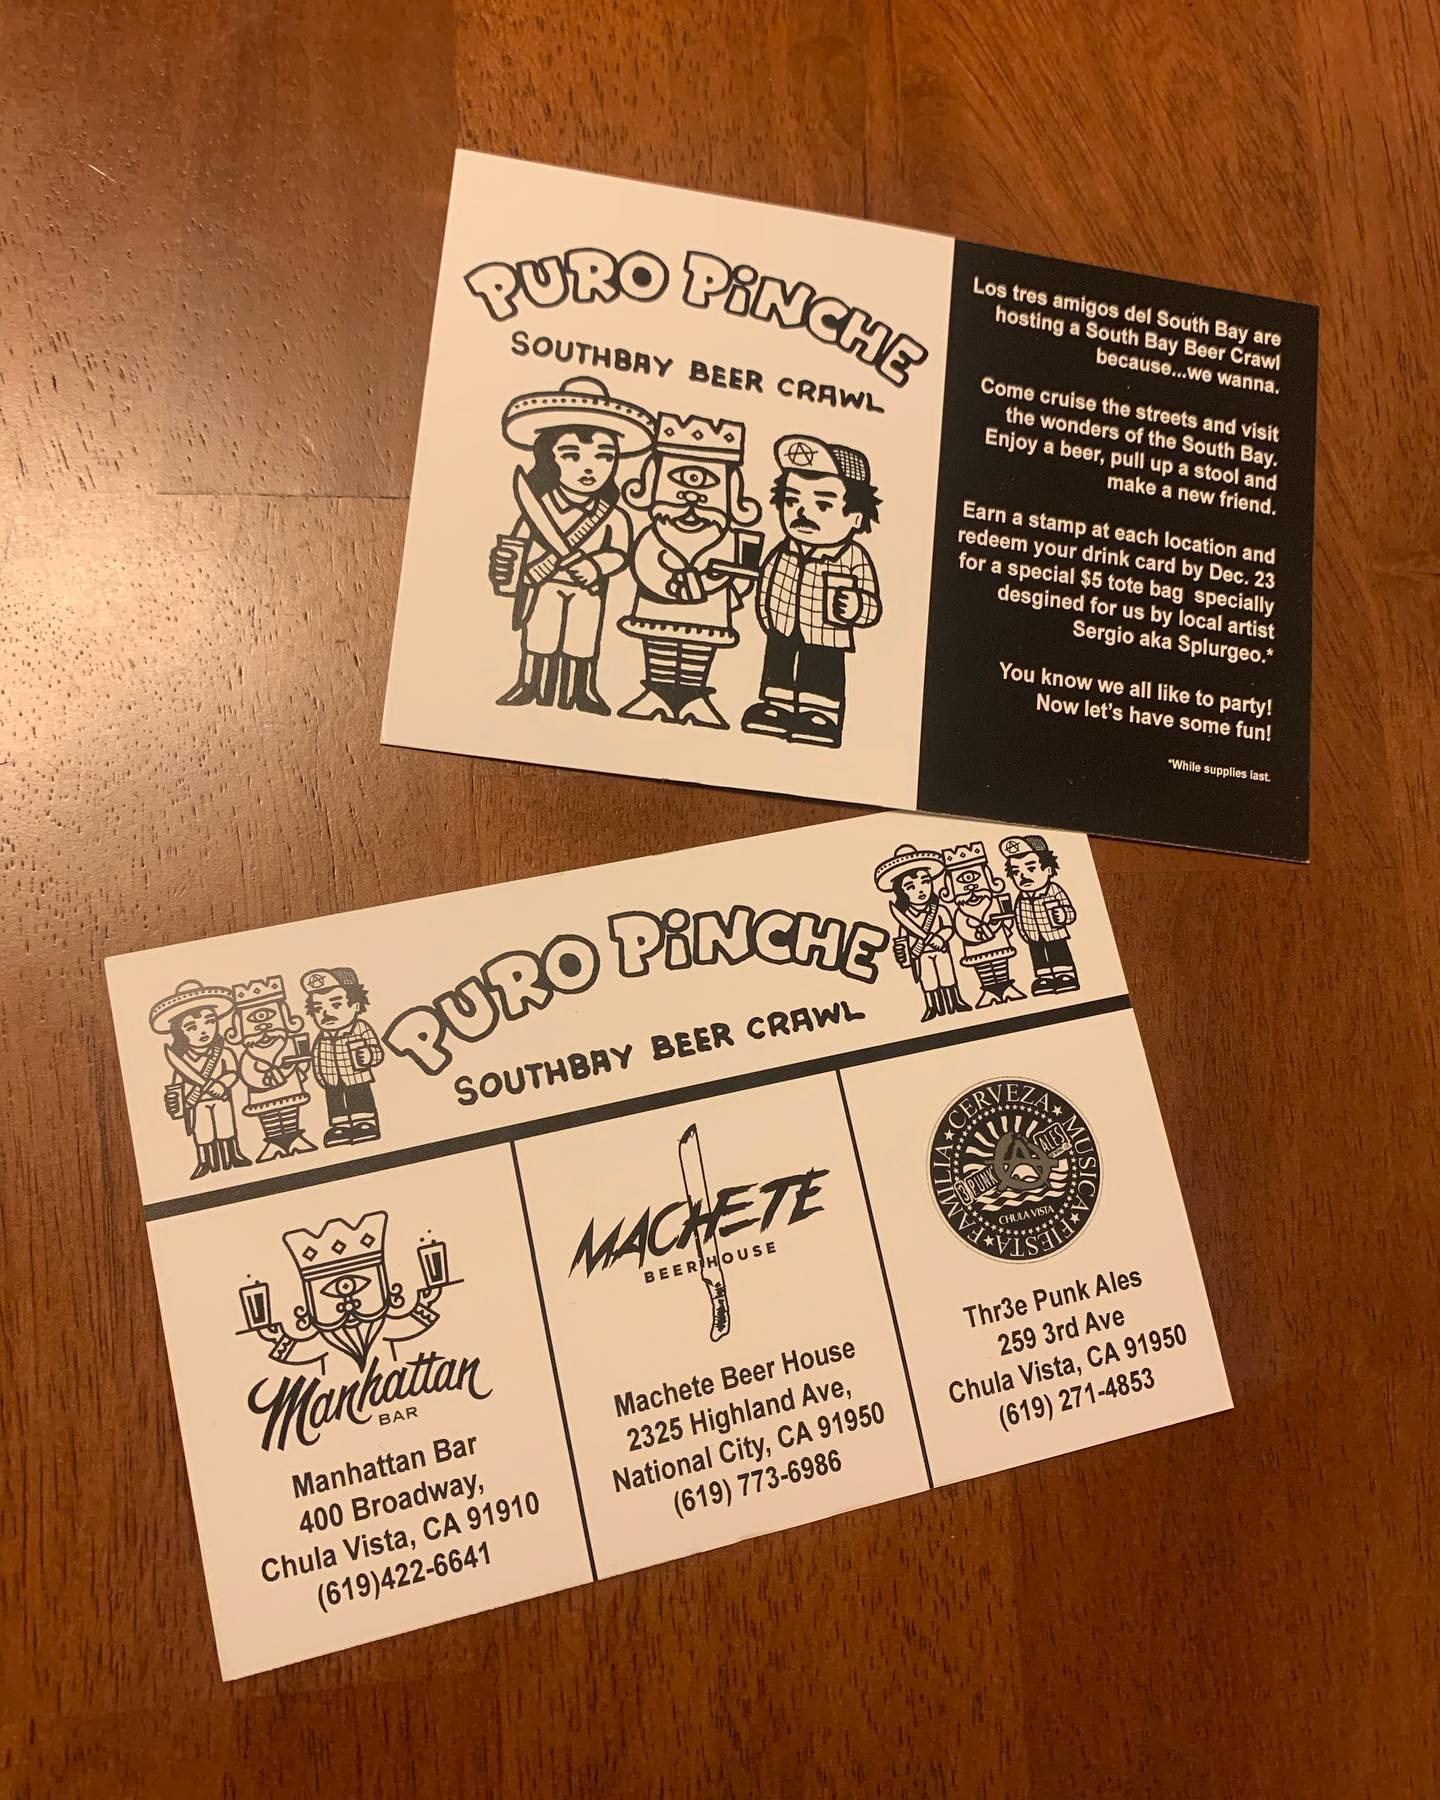 PURO PiNCHE
SOUTHBAY BEER CRAWL
Los tres amigos del South Bay are
hosting a South Bay Beer Crawl
because...we wanna.
Come cruise the streets and visit
the wonders of the South Bay.
Enjoy a beer, pull up a stool and
make a new friend.
Earn a stamp at each location and
redeem your drink card by Dec. 23
for a special $5 tote bag specially
desgined for us by local artist
Sergio aka Splurgeo.*
You know we all like to party!
Now let's have some fun!
*While supplies last.
PURO PiNCHE
SOUTHBAY BEER CRAWL
Manhattan
BAR
Manhattan Bar
400 Broadway,
Chula Vista, CA 91910
(619)422-6641
MACHETE
BEER HOUSE
Machete Beer House
2325 Highland Ave,
National City, CA 91950
(619) 773-6986
FAMILIA ★ CERVEZA ★ MUSICA ★ FIESTA ★
3 PUNK
ALES
CHULA VISTA
Thr3e Punk Ales
259 3rd Ave
Chula Vista, CA 91950
(619) 271-4853